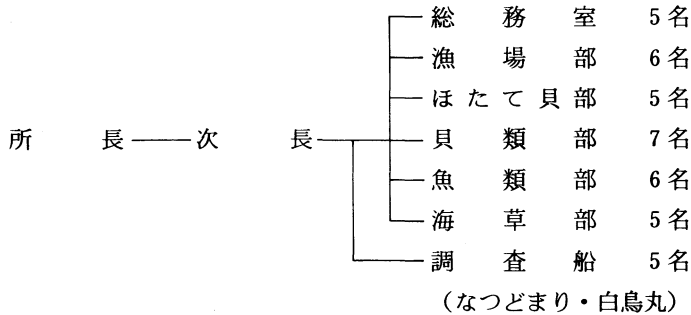 総務室 5名
漁場部 6名
ほたて貝部 5名
所長 次長 貝類部 7名
魚類部 6名
海草部 5名
調査船 5名
(なつどまり・白鳥丸)